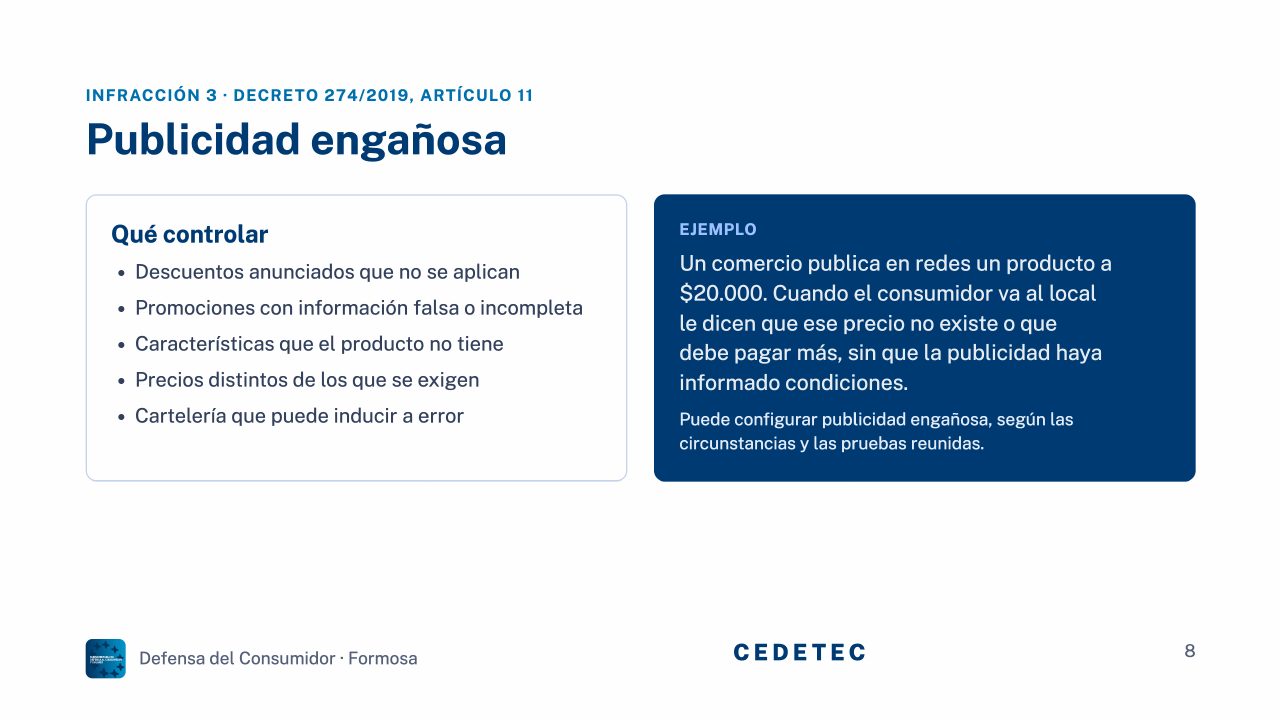 INFRACCIÓN 3 · DECRETO 274/2019, ARTÍCULO 11
Publicidad engañosa
Qué controlar
• Descuentos anunciados que no se aplican
• Promociones con información falsa o incompleta
• Características que el producto no tiene
• Precios distintos de los que se exigen
• Cartelería que puede inducir a error
EJEMPLO
Un comercio publica en redes un producto a
$20.000. Cuando el consumidor va al local
le dicen que ese precio no existe o que
debe pagar más, sin que la publicidad haya
informado condiciones.
Puede configurar publicidad engañosa, según las
circunstancias y las pruebas reunidas.
Defensa del Consumidor · Formosa
CEDETEC
8